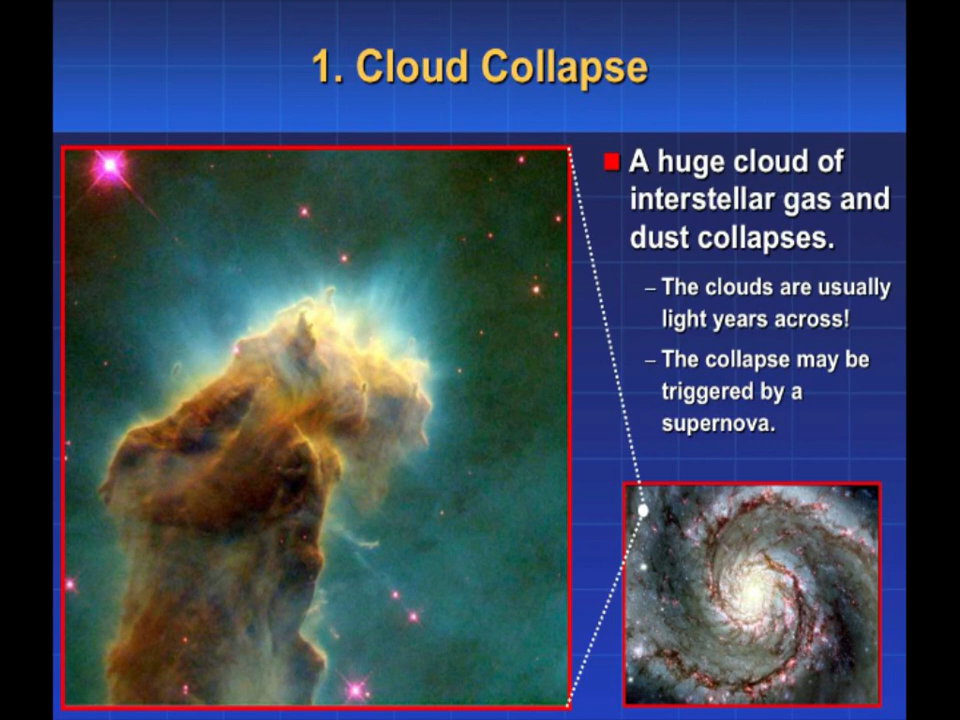 1. Cloud Collapse
A huge cloud of
interstellar gas and
dust collapses.
– The clouds are usually
light years across!
– The collapse may be
triggered by a
supernova.